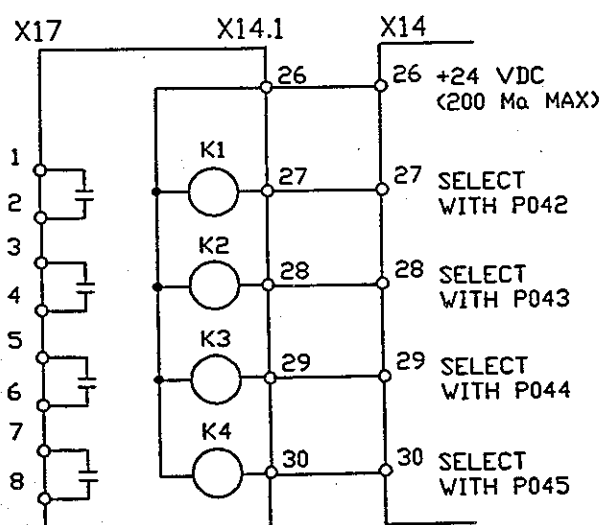 X17 X14.1 X14
26 26 +24 VDC
(200 Ma MAX)
1 K1
27 27 SELECT
2 WITH P042
3 K2
28 28 SELECT
4 WITH P043
5 K3
29 29 SELECT
6 WITH P044
7 K4
30 30 SELECT
8 WITH P045